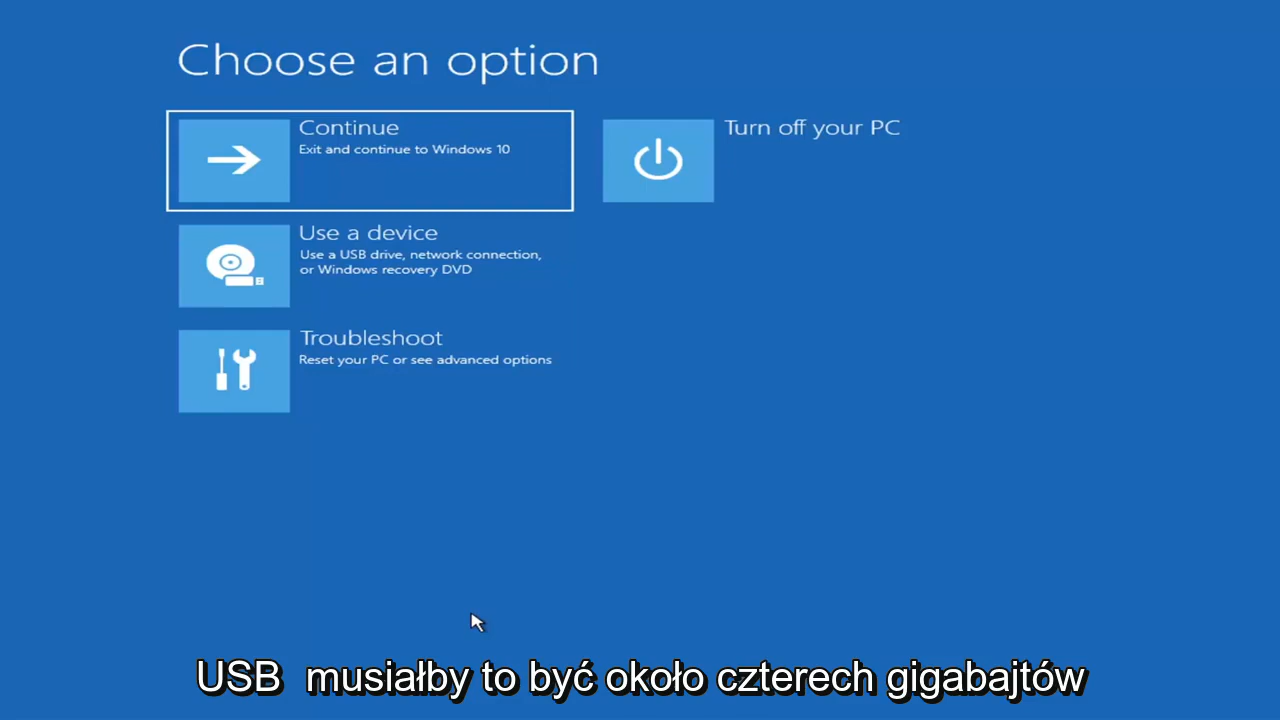 Choose an option
Continue
Exit and continue to Windows 10
Turn off your PC
Use a device
Use a USB drive, network connection,
or Windows recovery DVD
Troubleshoot
Reset your PC or see advanced options
USB musiałby to być około czterech gigabajtów